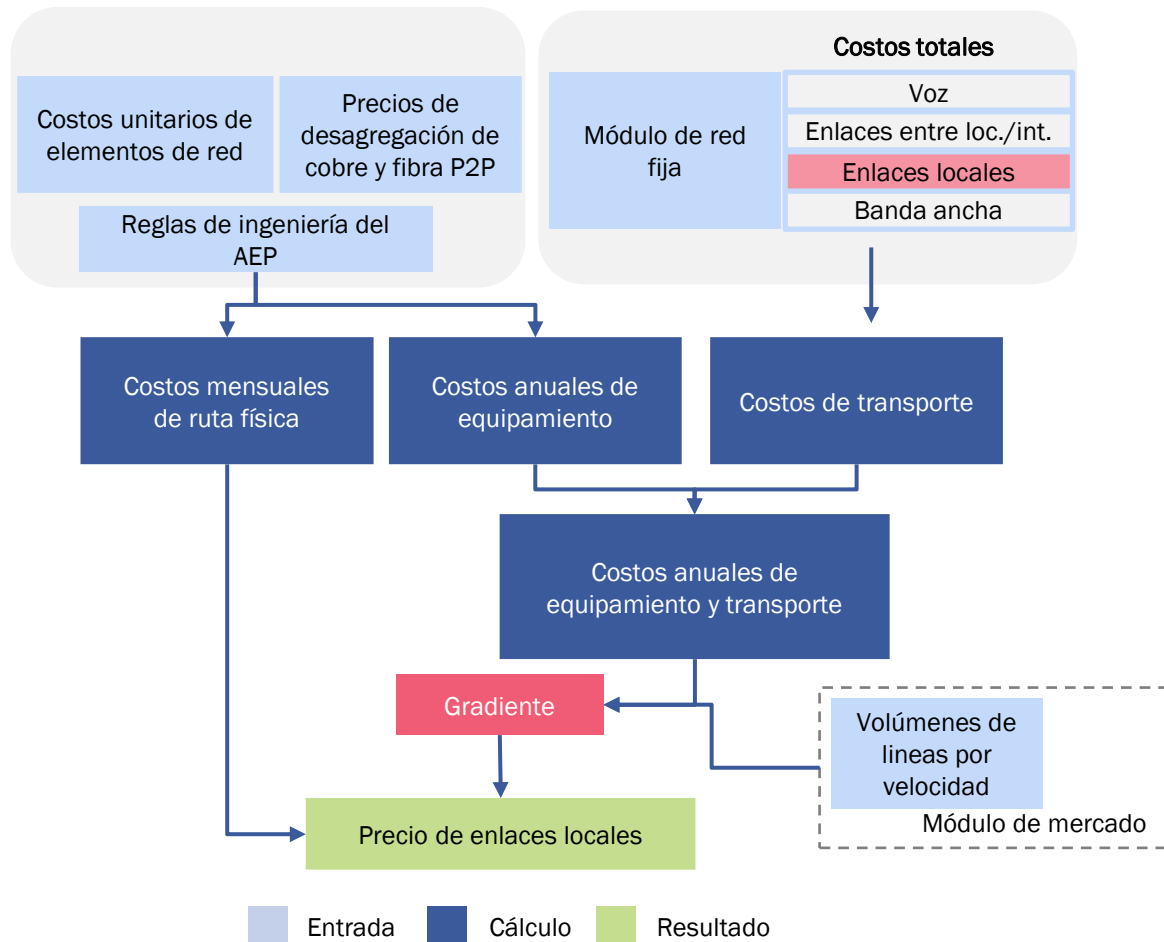 Costos unitarios de
elementos de red
Precios de
desagregación de
cobre y fibra P2P
Reglas de ingeniería del
AEP
Costos totales
Módulo de red
fija
Voz
Enlaces entre loc./int.
Enlaces locales
Banda ancha
Costos mensuales
de ruta física
Costos anuales de
equipamiento
Costos de transporte
Costos anuales de
equipamiento y transporte
Gradiente
Volúmenes de
lineas por
velocidad
Módulo de mercado
Precio de enlaces locales
Entrada
Cálculo
Resultado